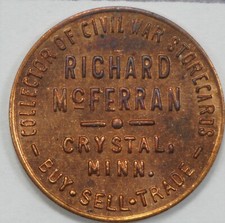 COLLECTOR OF CIVIL WAR STORECARDS
RICHARD
McFERRAN
CRYSTAL,
MINN.
BUY · SELL · TRADE